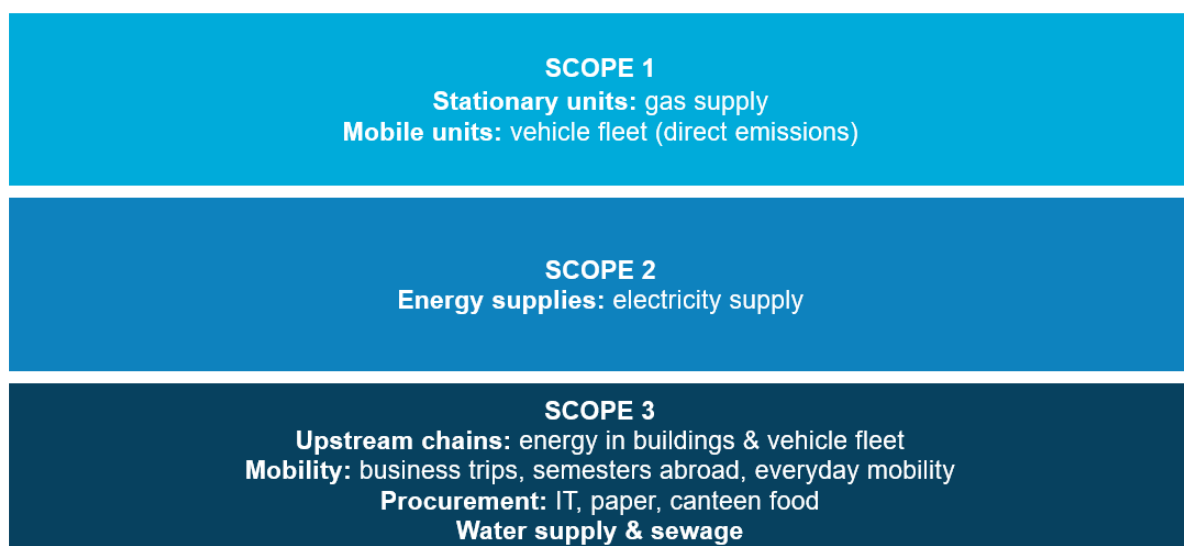 SCOPE 1
Stationary units: gas supply
Mobile units: vehicle fleet (direct emissions)
SCOPE 2
Energy supplies: electricity supply
SCOPE 3
Upstream chains: energy in buildings & vehicle fleet
Mobility: business trips, semesters abroad, everyday mobility
Procurement: IT, paper, canteen food
Water supply & sewage